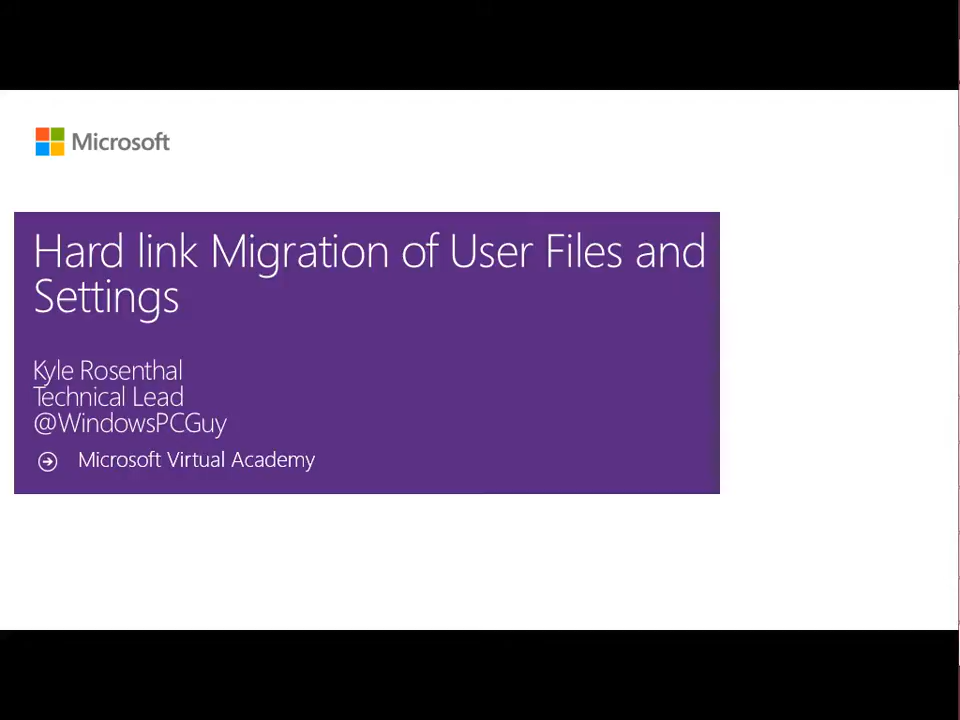 Microsoft
Hard link Migration of User Files and
Settings
Kyle Rosenthal
Technical Lead
@WindowsPCGuy
Microsoft Virtual Academy